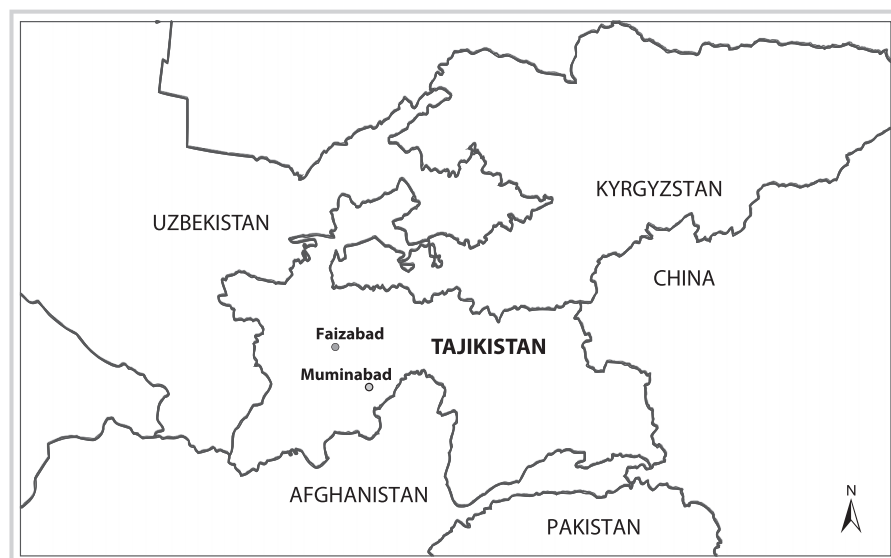 KYRGYZSTAN
UZBEKISTAN
CHINA
Faizabad
TAJIKISTAN
Muminabad
AFGHANISTAN
N
PAKISTAN